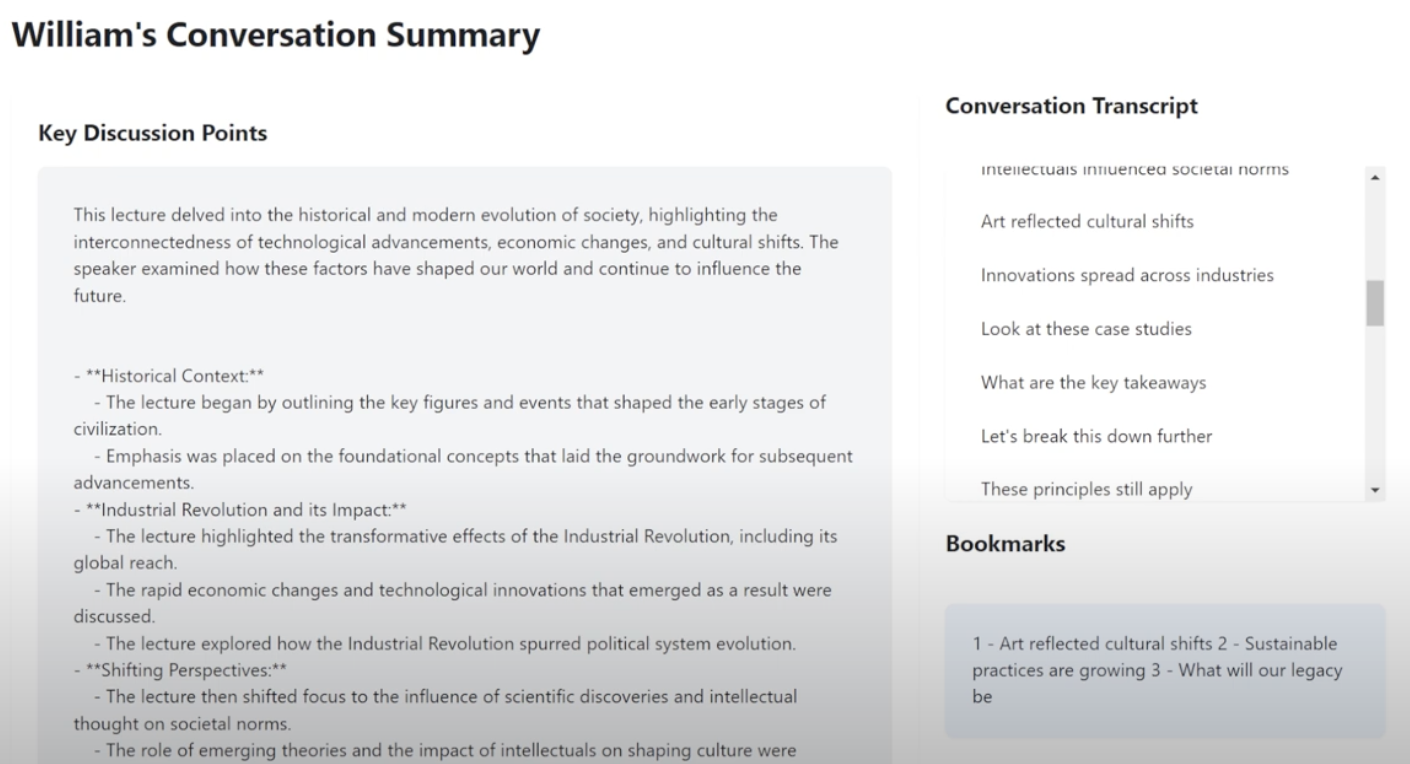 William's Conversation Summary
Key Discussion Points
This lecture delved into the historical and modern evolution of society, highlighting the
interconnectedness of technological advancements, economic changes, and cultural shifts. The
speaker examined how these factors have shaped our world and continue to influence the
future.
- **Historical Context:**
- The lecture began by outlining the key figures and events that shaped the early stages of
civilization.
- Emphasis was placed on the foundational concepts that laid the groundwork for subsequent
advancements.
- **Industrial Revolution and its Impact:**
- The lecture highlighted the transformative effects of the Industrial Revolution, including its
global reach.
- The rapid economic changes and technological innovations that emerged as a result were
discussed.
- The lecture explored how the Industrial Revolution spurred political system evolution.
- **Shifting Perspectives:**
- The lecture then shifted focus to the influence of scientific discoveries and intellectual
thought on societal norms.
- The role of emerging theories and the impact of intellectuals on shaping culture were
Conversation Transcript
Intellectuals influenced societal norms
Art reflected cultural shifts
Innovations spread across industries
Look at these case studies
What are the key takeaways
Let's break this down further
These principles still apply
Bookmarks
1 - Art reflected cultural shifts 2 - Sustainable
practices are growing 3 - What will our legacy
be